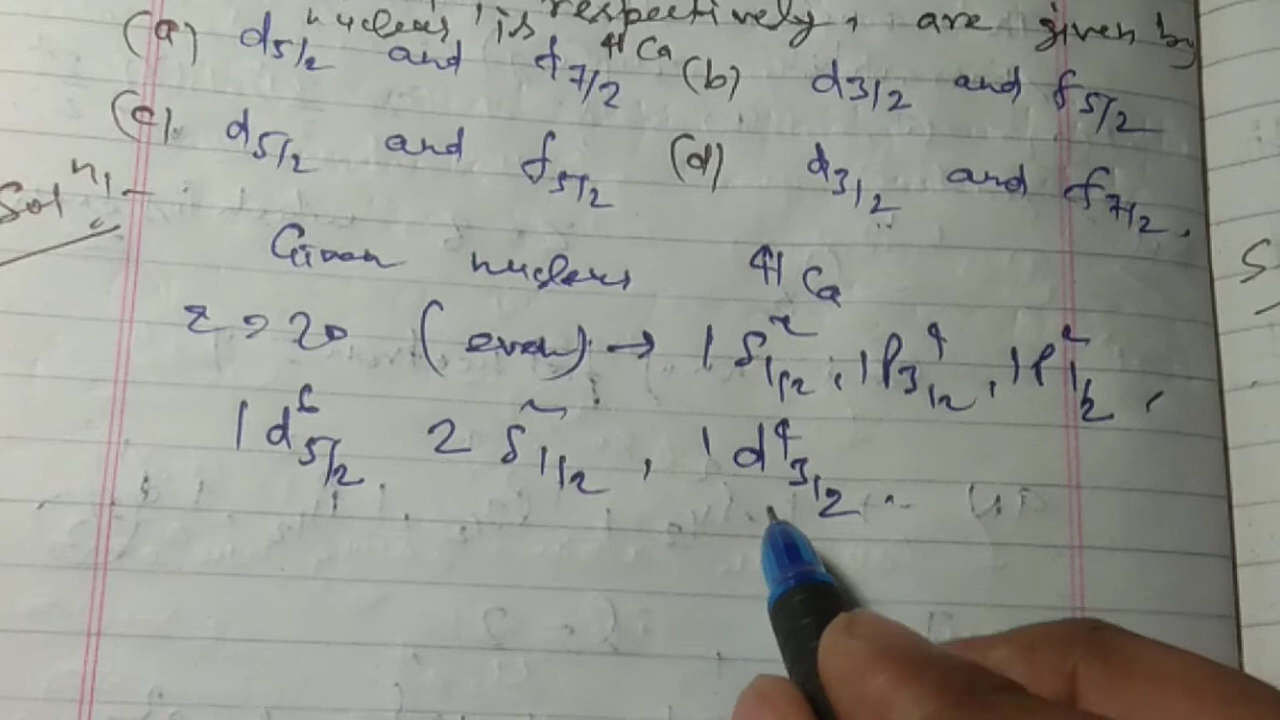 nucleus, is respectively, are given by
(a) d5/2 and f7/2 ⁴¹Ca (b) d3/2 and f5/2
(c). d5/2 and f5/2 (d) d3/2 and f7/2.
Solⁿ,-
Given nucleus ⁴¹Ca
z = 20 (even) → 1S²1/2, 1P⁴3/2, 1P²1/2,
1d⁶5/2 2S²1/2, 1d⁴3/2
S